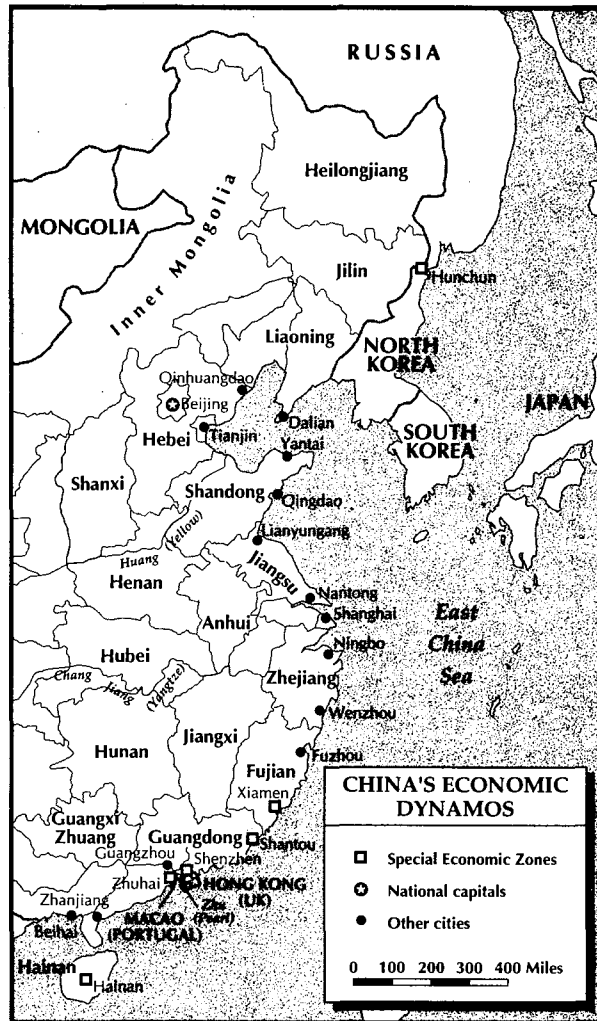 RUSSIA
Heilongjiang
MONGOLIA
Inner Mongolia
Jilin
Hunchun
Liaoning
NORTH
KOREA
Qinhuangdao
Beijing
JAPAN
Dalian
Hebei
Tianjin
SOUTH
KOREA
Yantai
Shanxi
Shandong
Qingdao
(Yellow)
Lianyungang
Huang
Jiangsu
Henan
Nantong
Shanghai
East
China
Sea
Anhui
Ningbo
Hubei
Chang
Jiang
(Yangtze)
Zhejiang
Wenzhou
Jiangxi
Hunan
Fuzhou
Fujian
Xiamen
Guangxi
Zhuang
Guangdong
Shantou
Guangzhou
Shenzhen
Zhuhai
HONG KONG
(UK)
Zhu
(Pearl)
Zhanjiang
MACAO
(PORTUGAL)
Beihai
Hainan
Hainan
CHINA'S ECONOMIC
DYNAMOS
Special Economic Zones
National capitals
Other cities
0 100 200 300 400 Miles